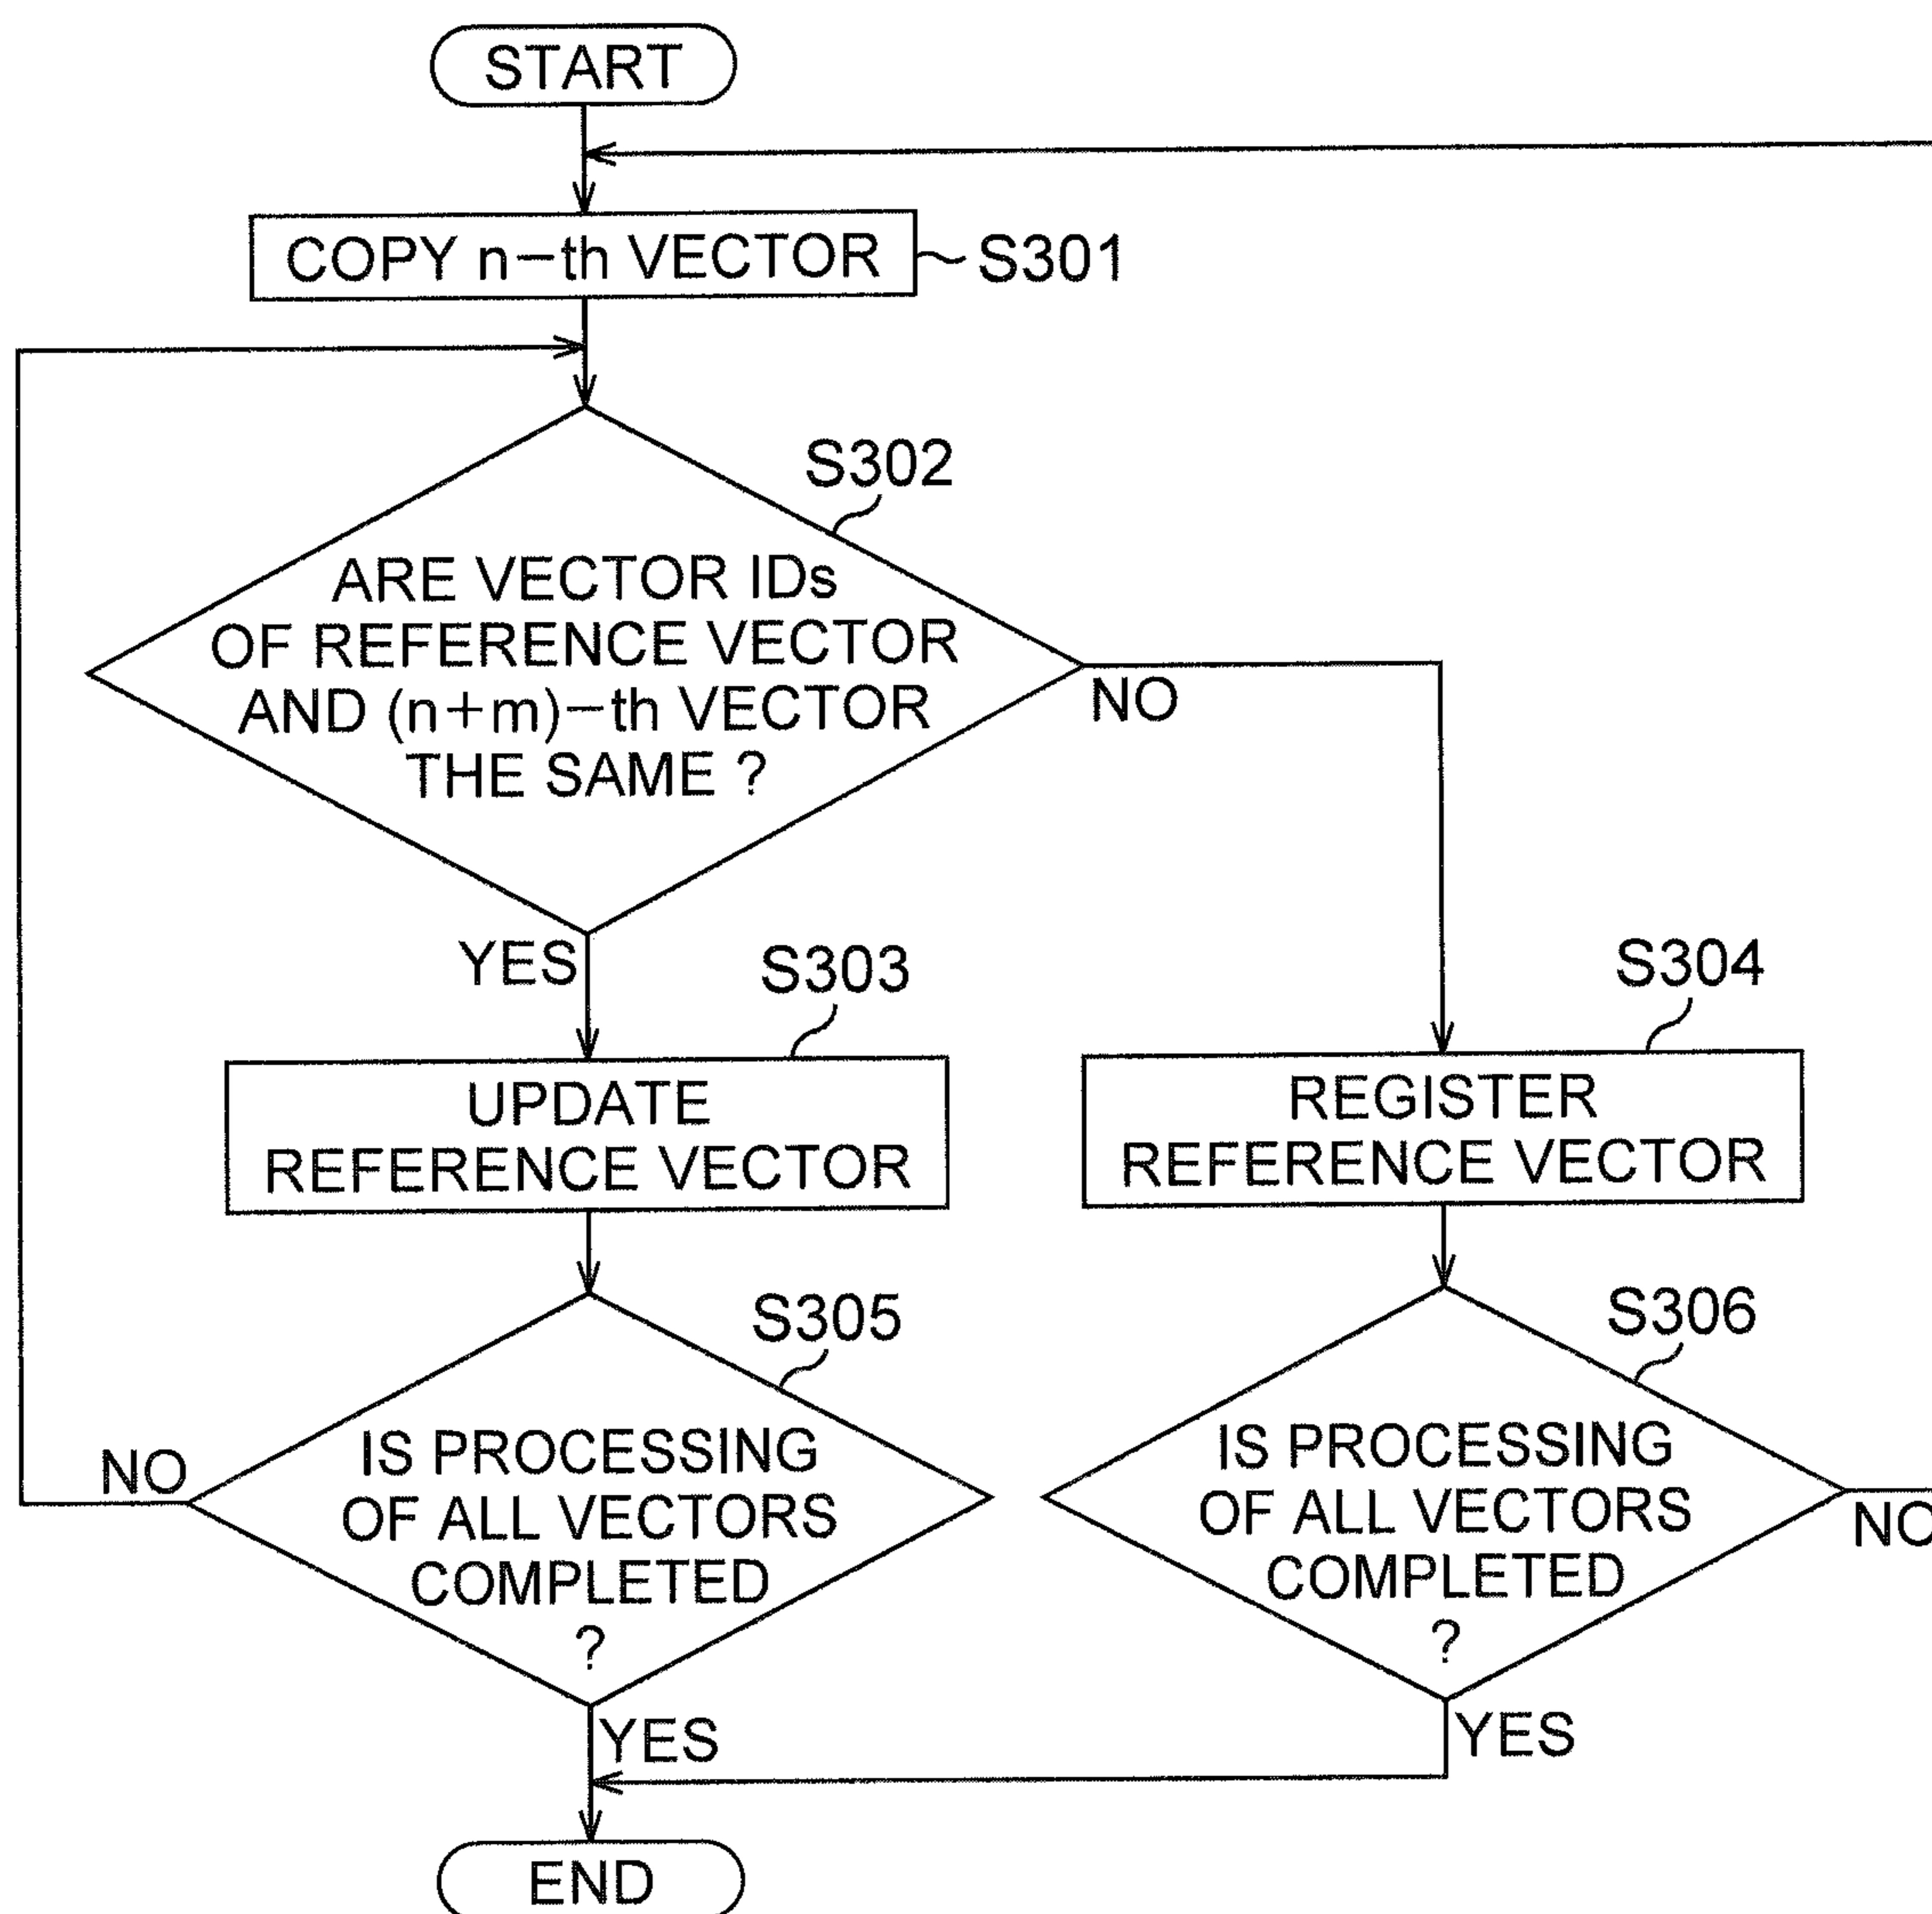 START
COPY n−th VECTOR
S301
S302
ARE VECTOR IDs
OF REFERENCE VECTOR
AND (n+m)−th VECTOR
THE SAME ?
NO
YES
S303
UPDATE
REFERENCE VECTOR
S304
REGISTER
REFERENCE VECTOR
S305
IS PROCESSING
OF ALL VECTORS
COMPLETED
?
NO
YES
S306
IS PROCESSING
OF ALL VECTORS
COMPLETED
?
NO
YES
END